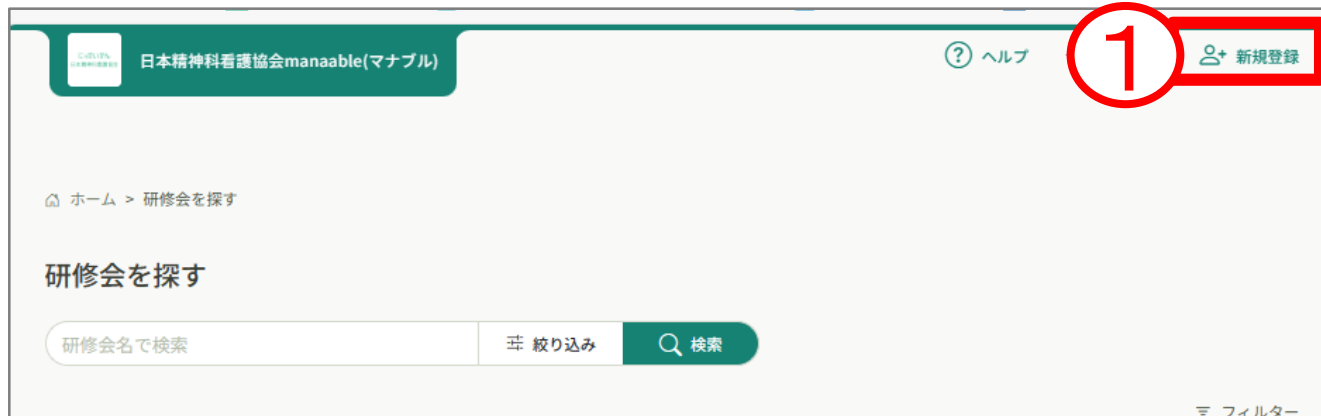 日本精神科看護協会manaable(マナブル)
ヘルプ
1
新規登録
ホーム > 研修会を探す
研修会を探す
研修会名で検索
絞り込み
検索
フィルター